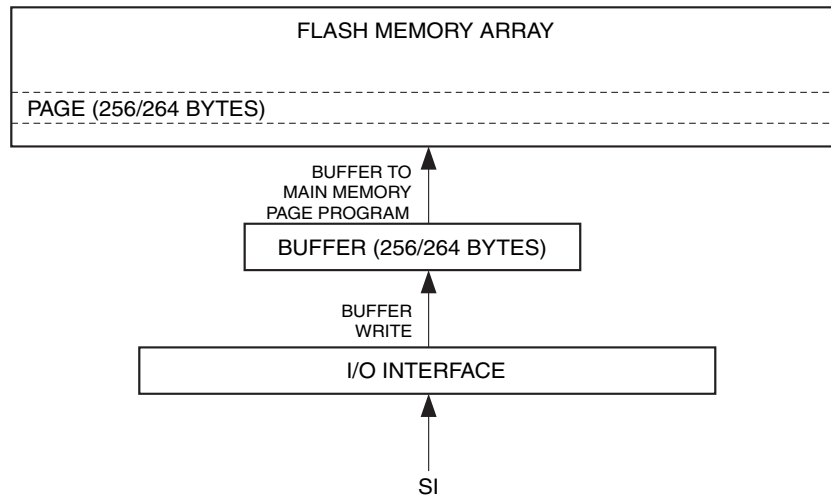 FLASH MEMORY ARRAY
PAGE (256/264 BYTES)
BUFFER TO
MAIN MEMORY
PAGE PROGRAM
BUFFER (256/264 BYTES)
BUFFER
WRITE
I/O INTERFACE
SI